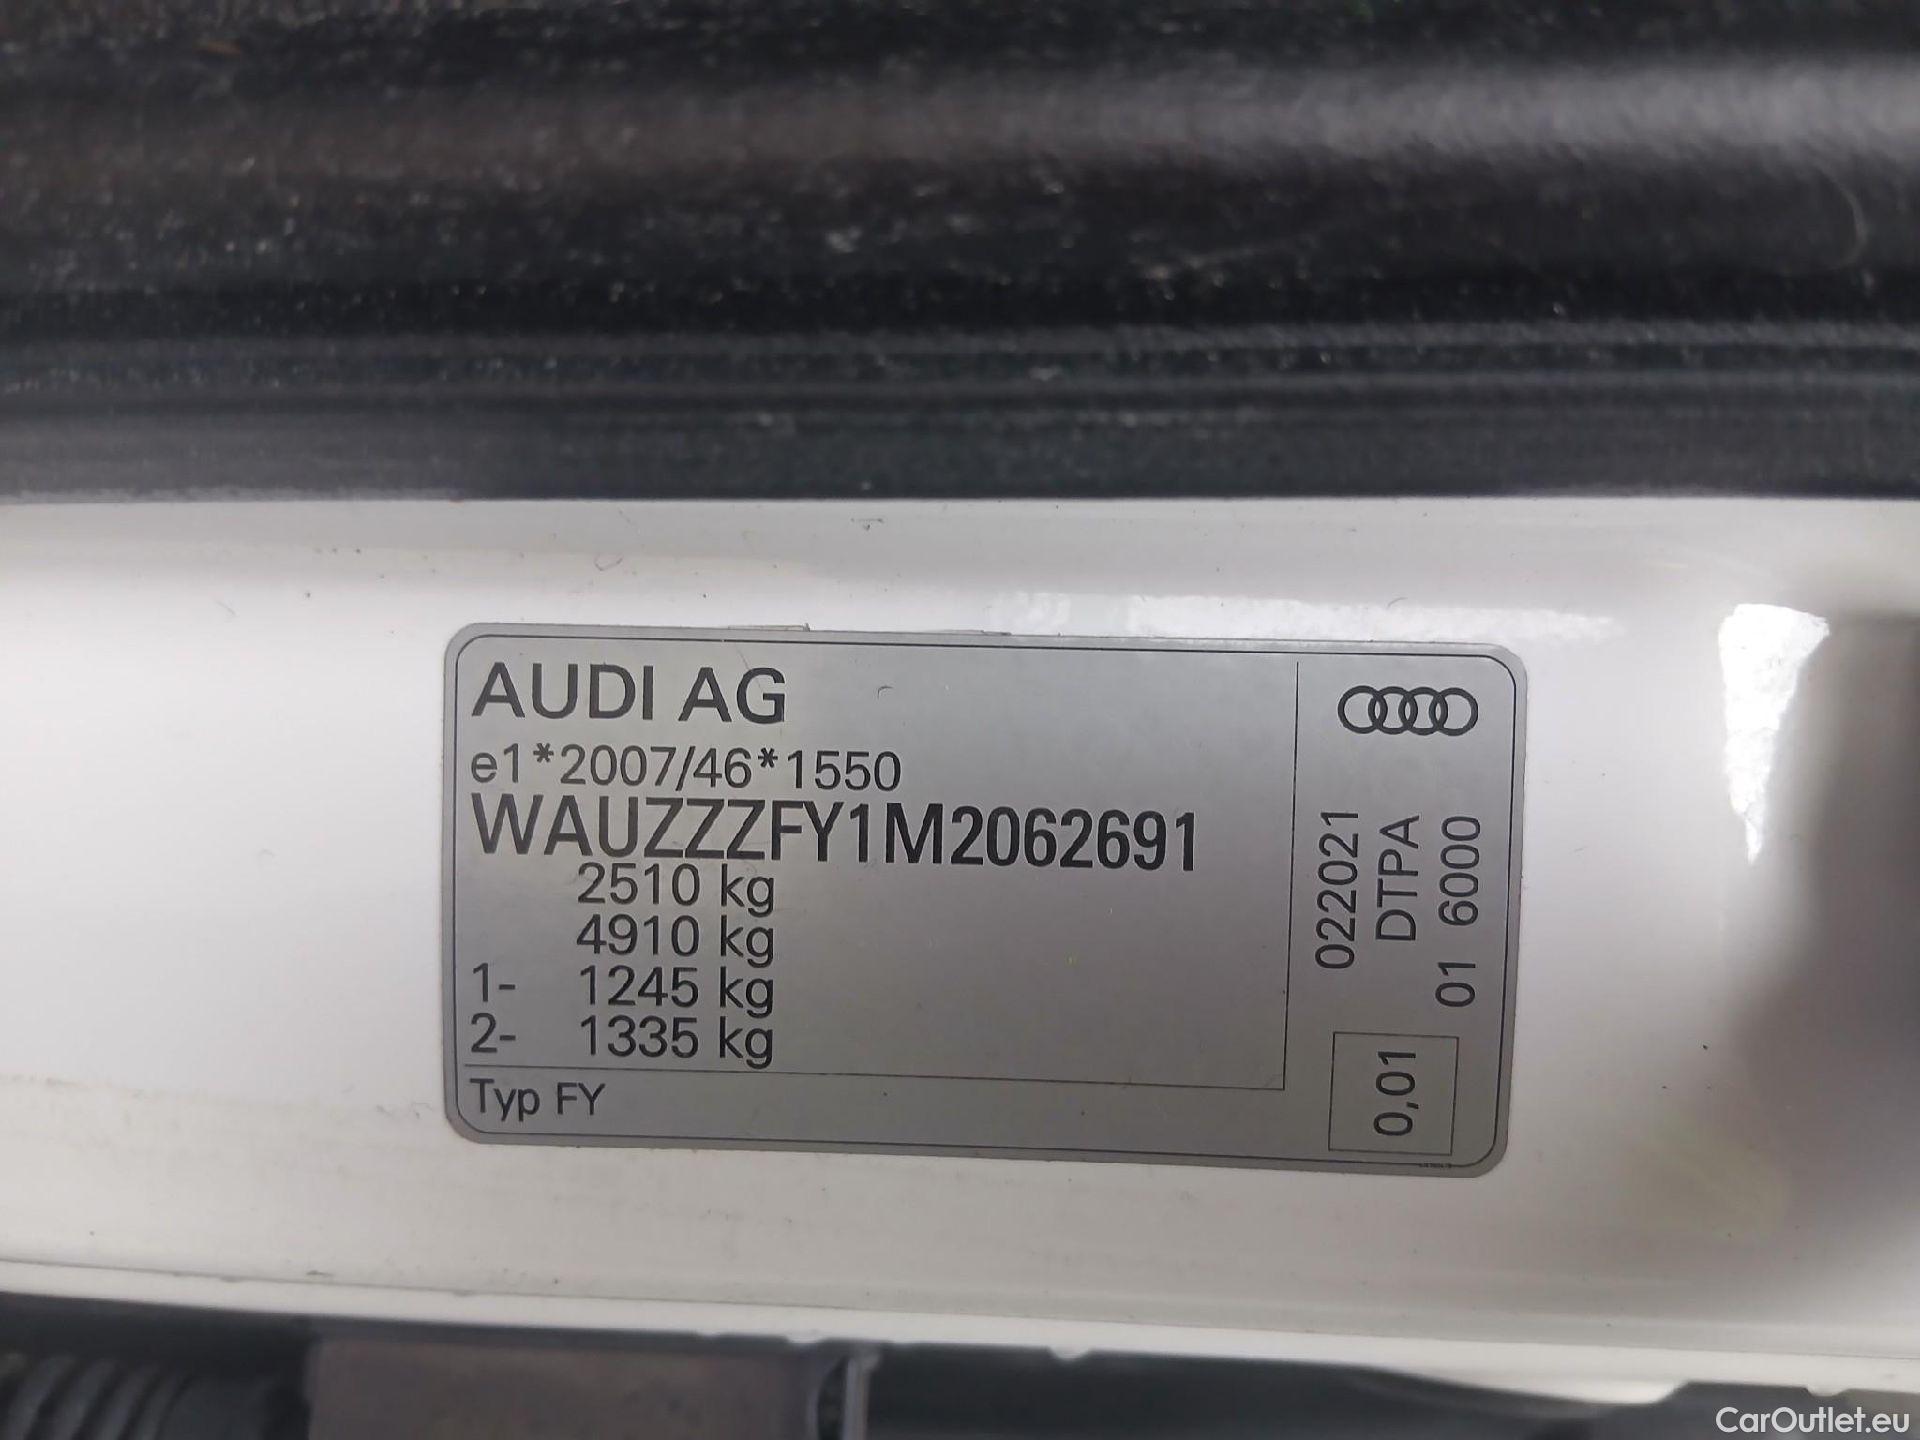 AUDI AG
e1*2007/46*1550
WAUZZZFY1M2062691
2510 kg
4910 kg
1- 1245 kg
2- 1335 kg
Typ FY
022021
DTPA
01 6000
0,01
CarOutlet.eu